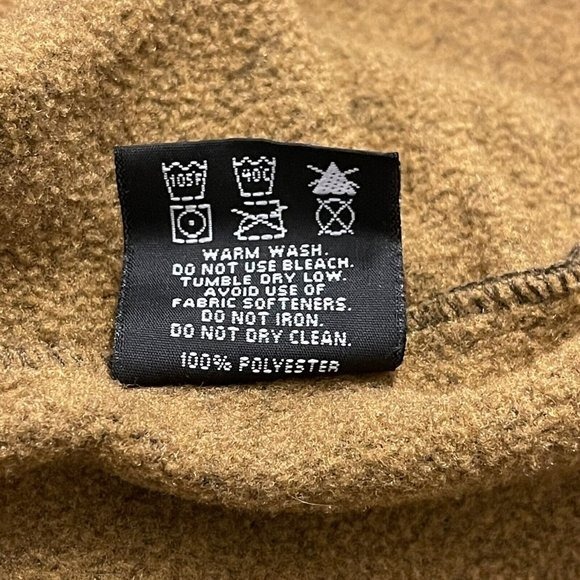 105F 40C
WARM WASH.
DO NOT USE BLEACH.
TUMBLE DRY LOW.
AVOID USE OF
FABRIC SOFTENERS.
DO NOT IRON.
DO NOT DRY CLEAN.
100% POLYESTER